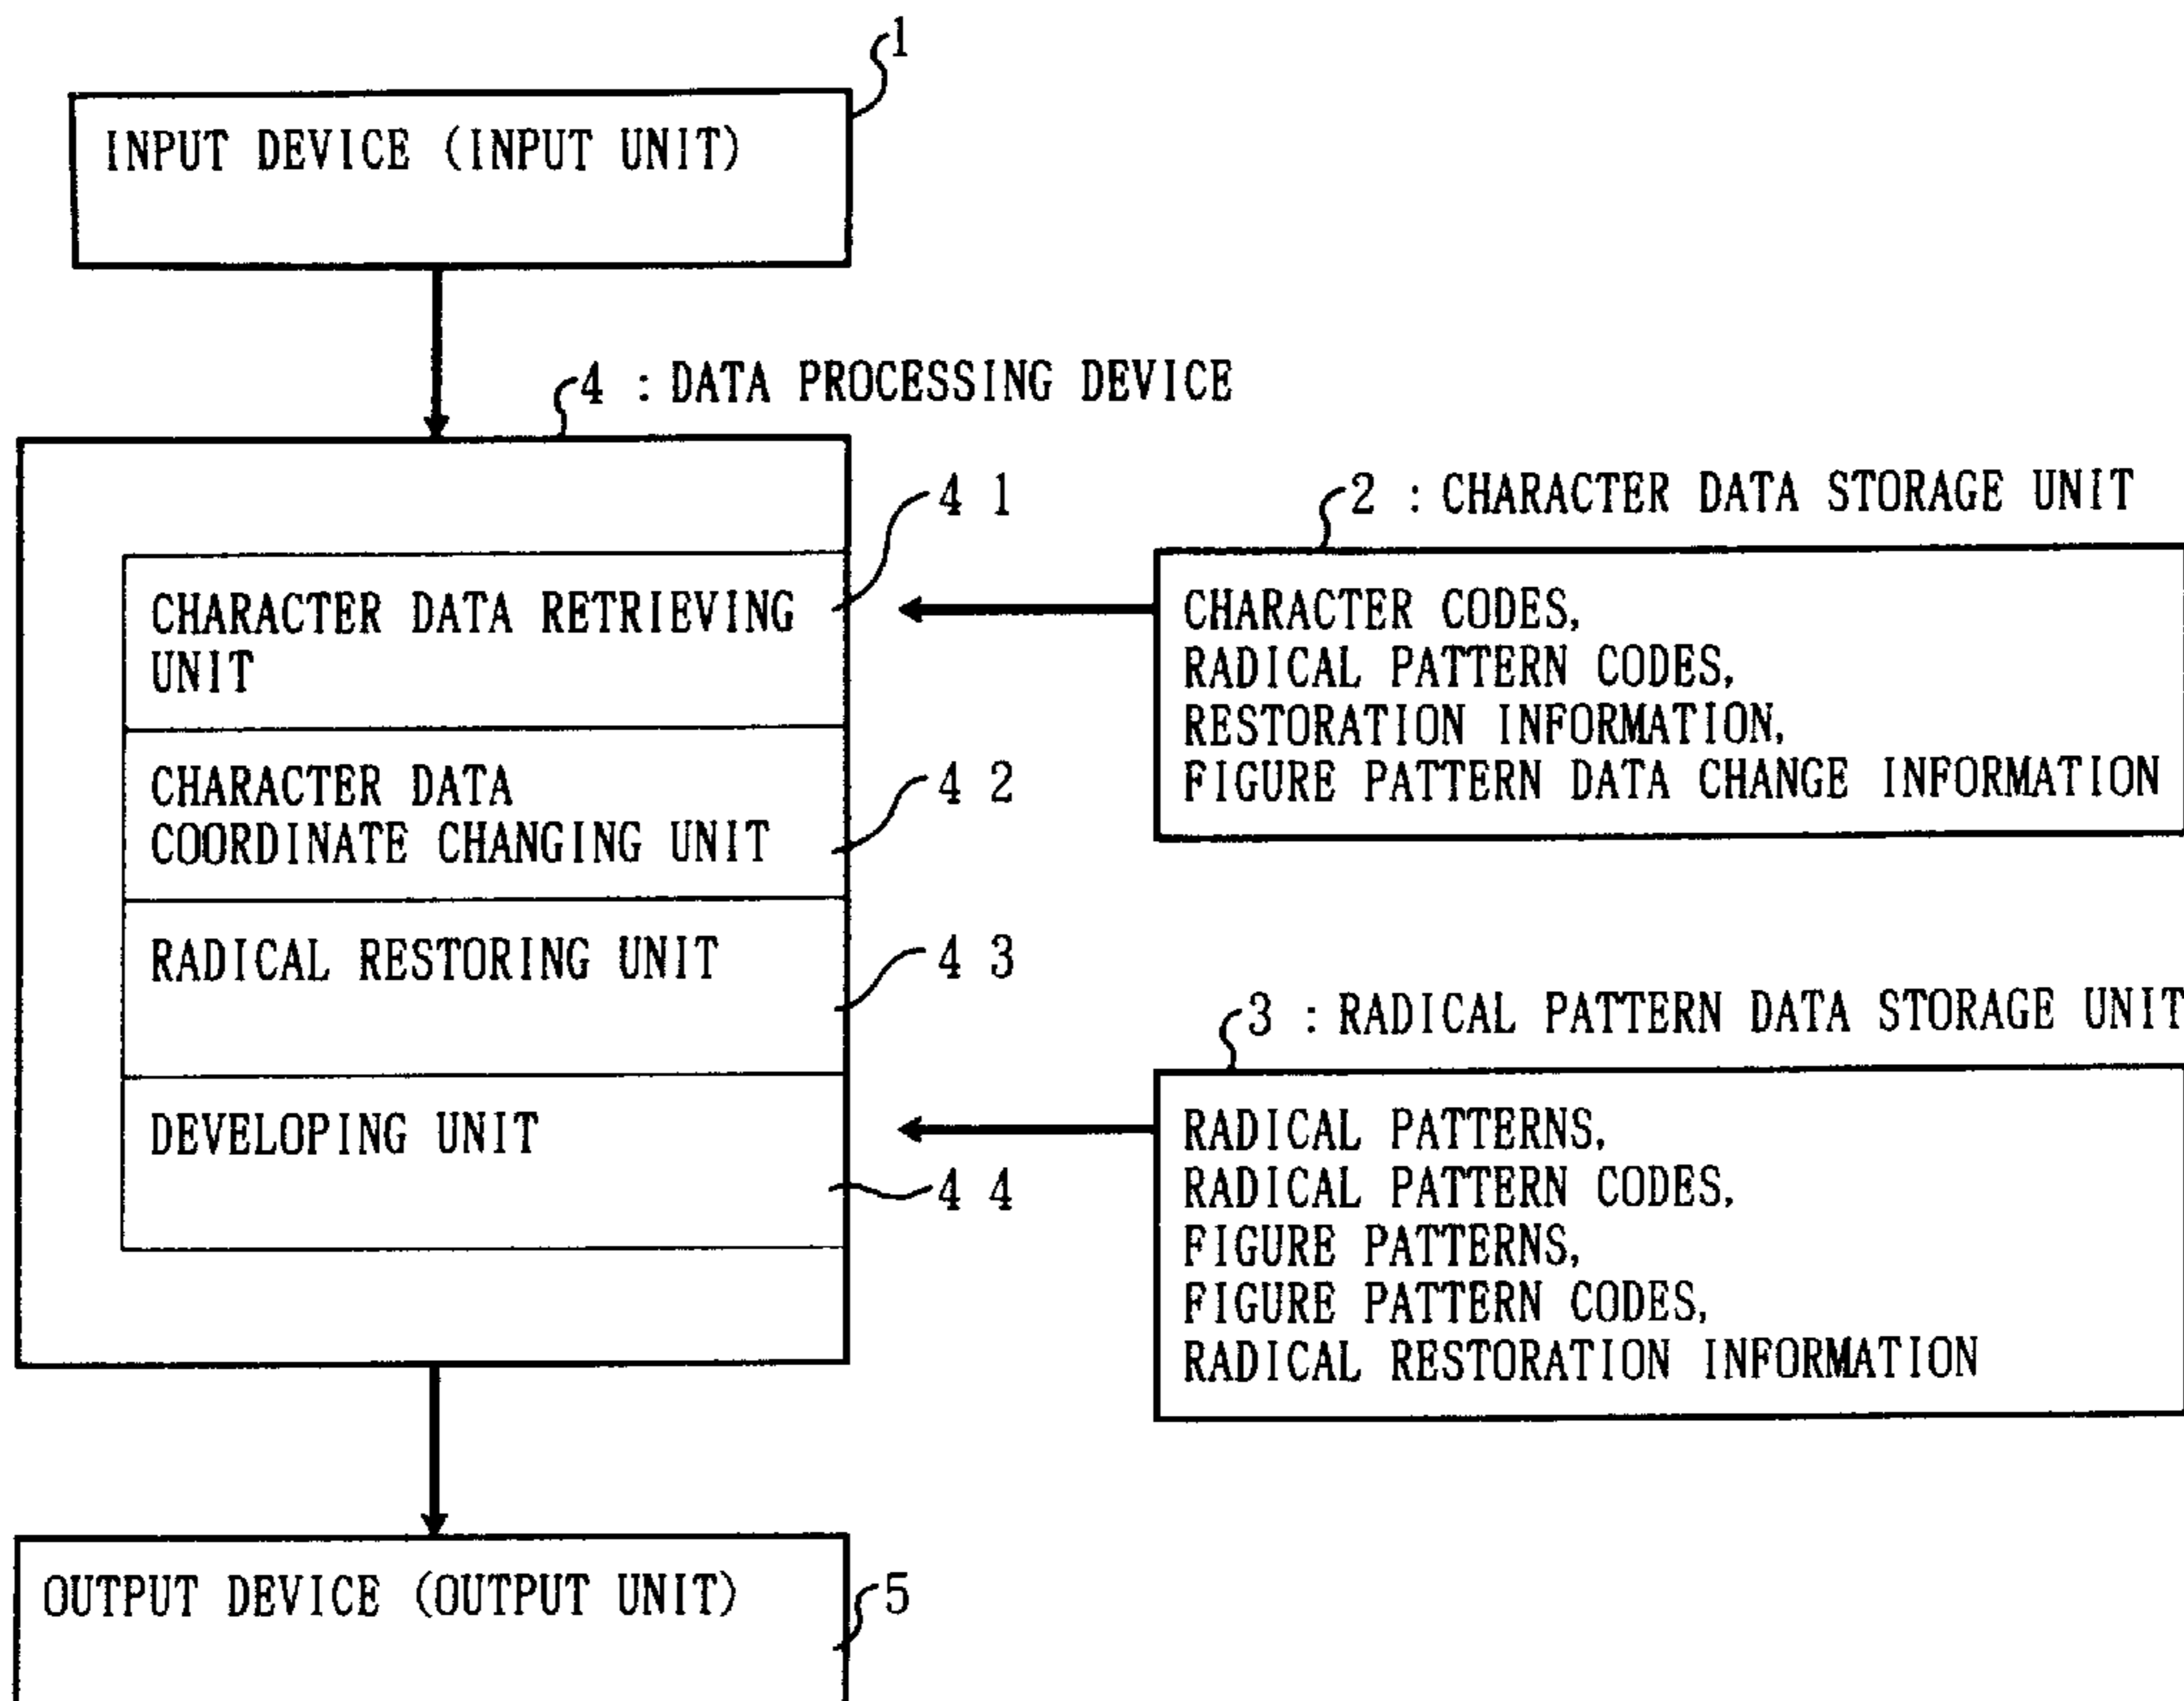 1
INPUT DEVICE (INPUT UNIT)
4 : DATA PROCESSING DEVICE
4 1
CHARACTER DATA RETRIEVING
UNIT
4 2
CHARACTER DATA
COORDINATE CHANGING UNIT
4 3
RADICAL RESTORING UNIT
DEVELOPING UNIT
4 4
2 : CHARACTER DATA STORAGE UNIT
CHARACTER CODES,
RADICAL PATTERN CODES,
RESTORATION INFORMATION,
FIGURE PATTERN DATA CHANGE INFORMATION
3 : RADICAL PATTERN DATA STORAGE UNIT
RADICAL PATTERNS,
RADICAL PATTERN CODES,
FIGURE PATTERNS,
FIGURE PATTERN CODES,
RADICAL RESTORATION INFORMATION
OUTPUT DEVICE (OUTPUT UNIT)
5